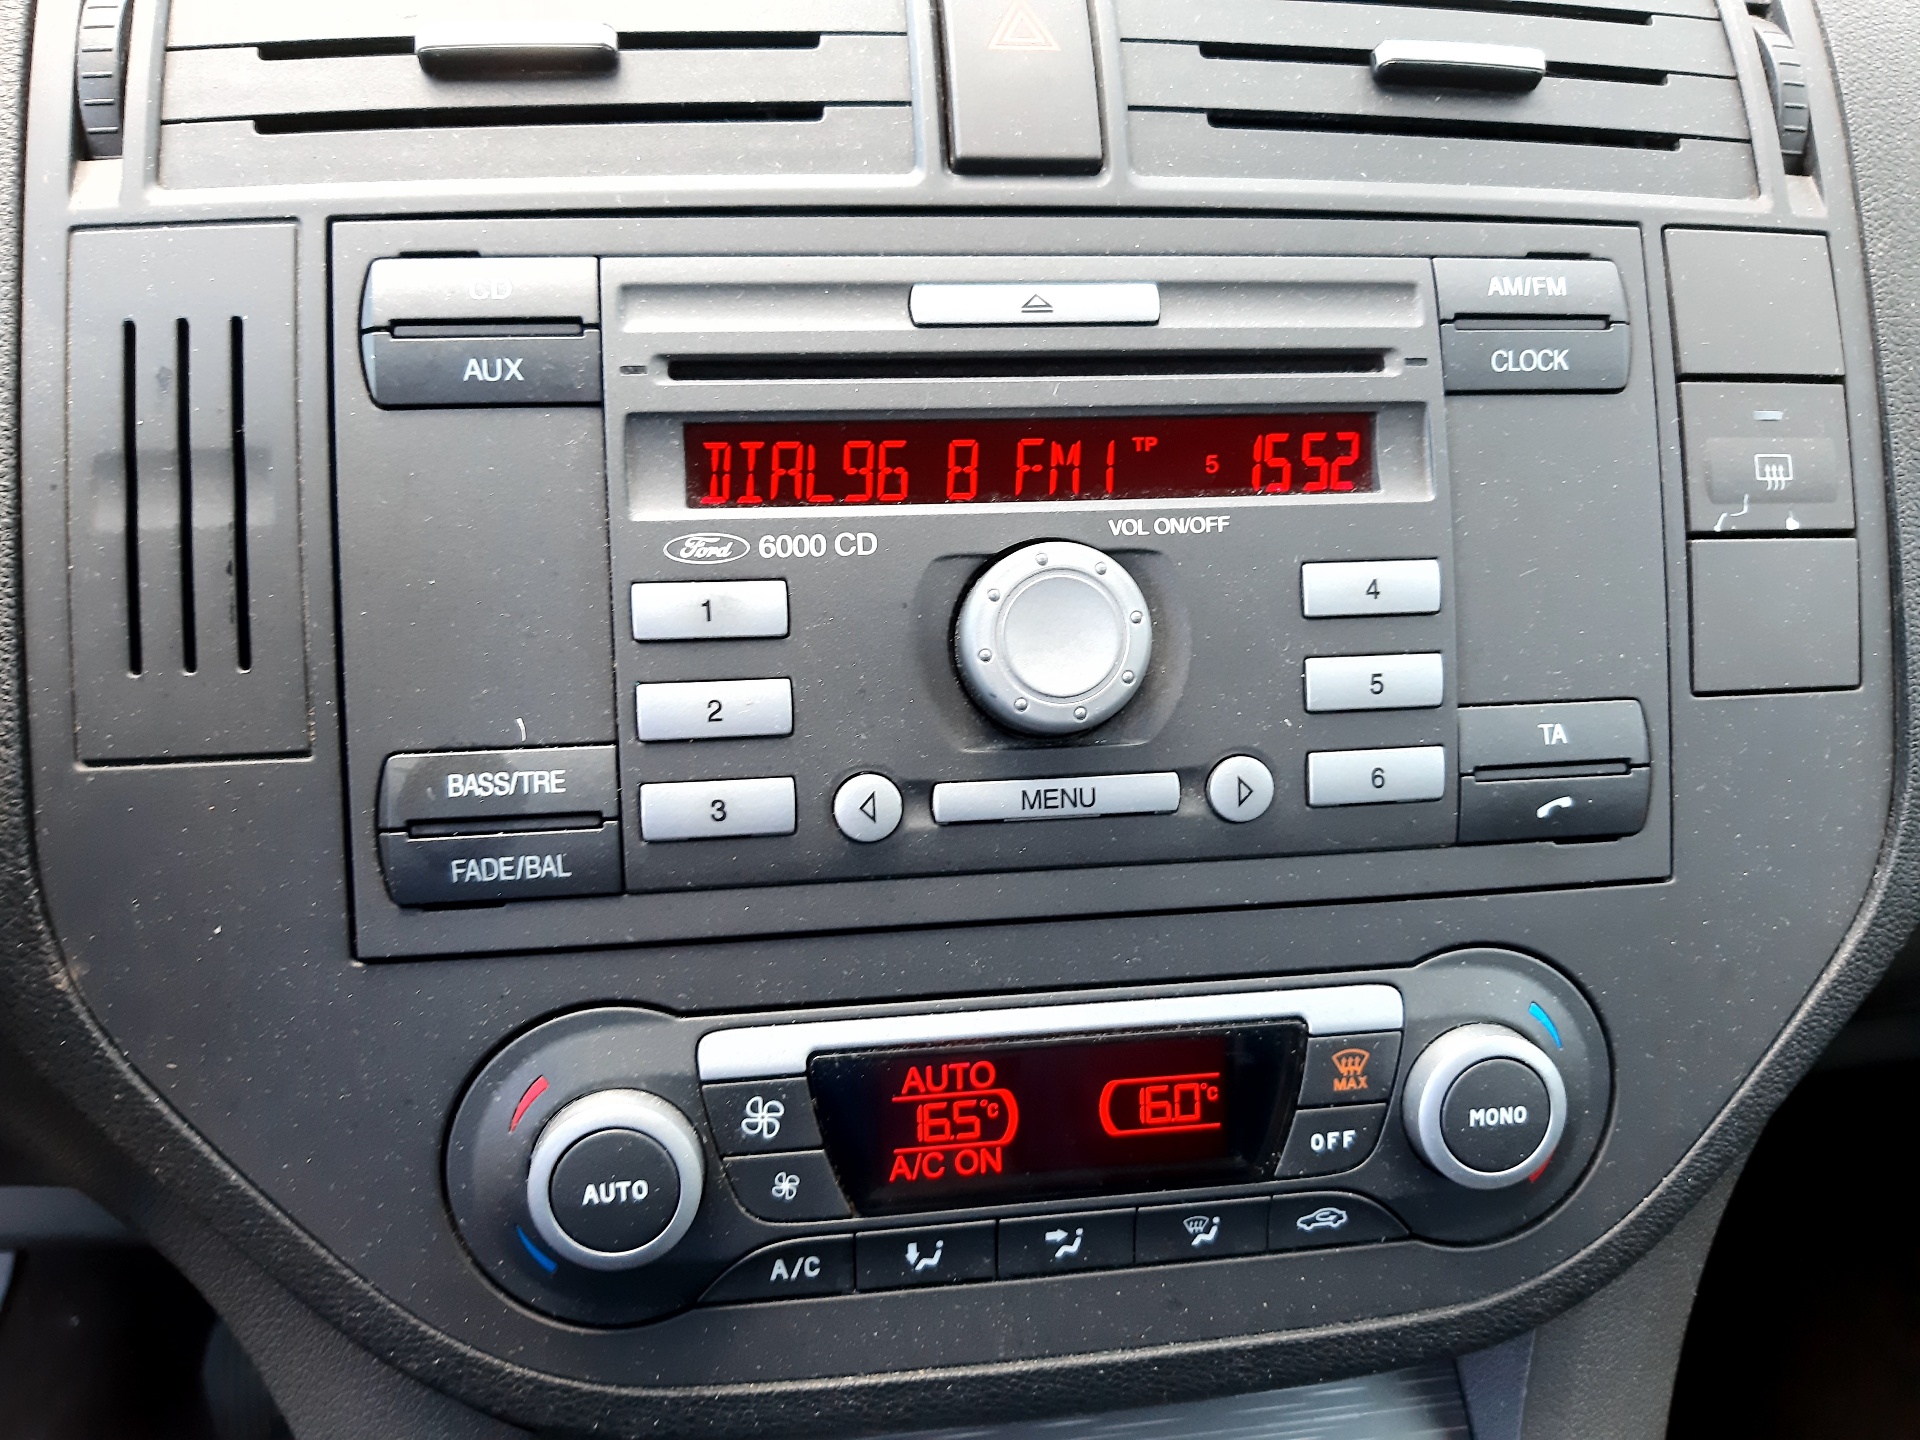 CD
AUX
AM/FM
CLOCK
DIAL96 8 FM1 TP 5 1552
Ford 6000 CD
VOL ON/OFF
1
2
3
4
5
6
MENU
BASS/TRE
FADE/BAL
TA
AUTO
16.5°C
A/C ON
16.0°C
MAX
OFF
AUTO
MONO
A/C